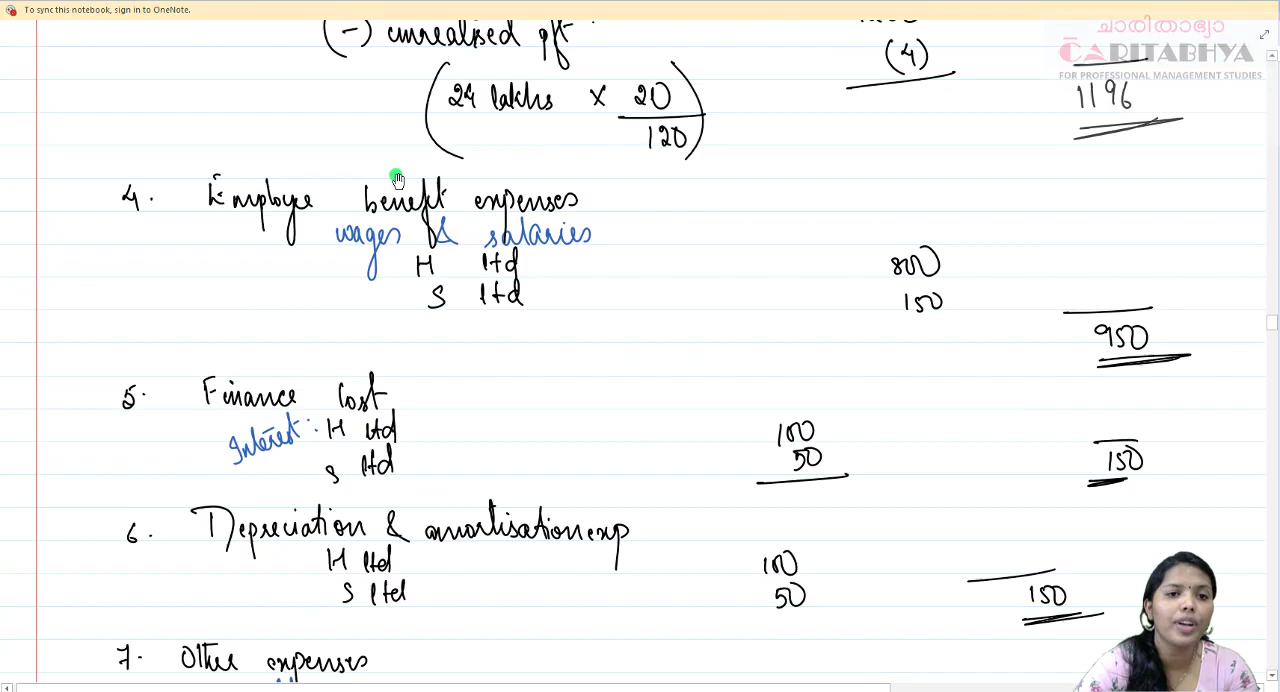 To sync this notebook, sign in to OneNote.
(-) unrealised pft
(4)
ചാരിതാഭ്യാ
CARITABHYA
FOR PROFESSIONAL MANAGEMENT STUDIES
(24 lakhs x 20
120)
1196
4. Employee benefit expenses
wages & salaries
H ltd 800
S ltd 150
950
5. Finance Cost
Interest: H ltd 100
S ltd 50 150
6. Depreciation & amortisation exp
H ltd 100
S ltd 50 150
7. Other expenses